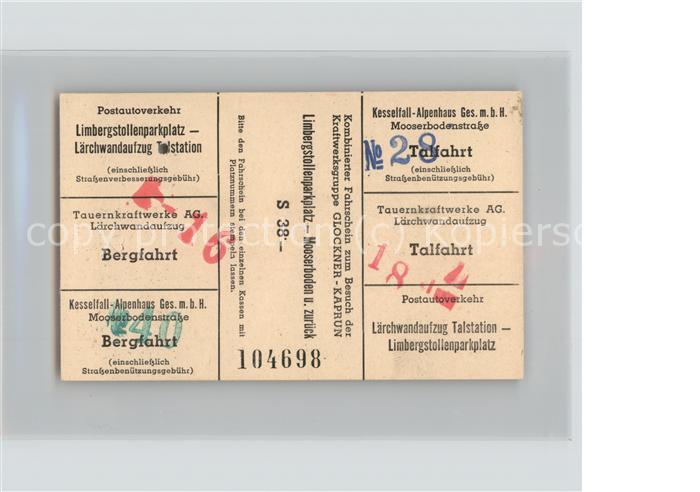 Postautoverkehr
Limbergstollenparkplatz —
Lärchwandaufzug Talstation
(einschließlich
Straßenverbesserungsgebühr)
Tauernkraftwerke AG.
Lärchwandaufzug
Bergfahrt
Kesselfall-Alpenhaus Ges. m. b. H.
Mooserbodenstraße
240
Bergfahrt
(einschließlich
Straßenbenützungsgebühr)
Kombinierter Fahrschein zum Besuch der
Kraftwerksgruppe GLOCKNER-KAPRUN
Limbergstollenparkplatz — Mooserboden u. zurück
S 38.—
Bitte den Fahrschein bei den einzelnen Kassen mit
Platznummern stempeln lassen.
104698
Kesselfall-Alpenhaus Ges. m. b. H.
Mooserbodenstraße
№ 28
Talfahrt
(einschließlich
Straßenbenützungsgebühr)
Tauernkraftwerke AG.
Lärchwandaufzug
Talfahrt
18
Postautoverkehr
Lärchwandaufzug Talstation —
Limbergstollenparkplatz